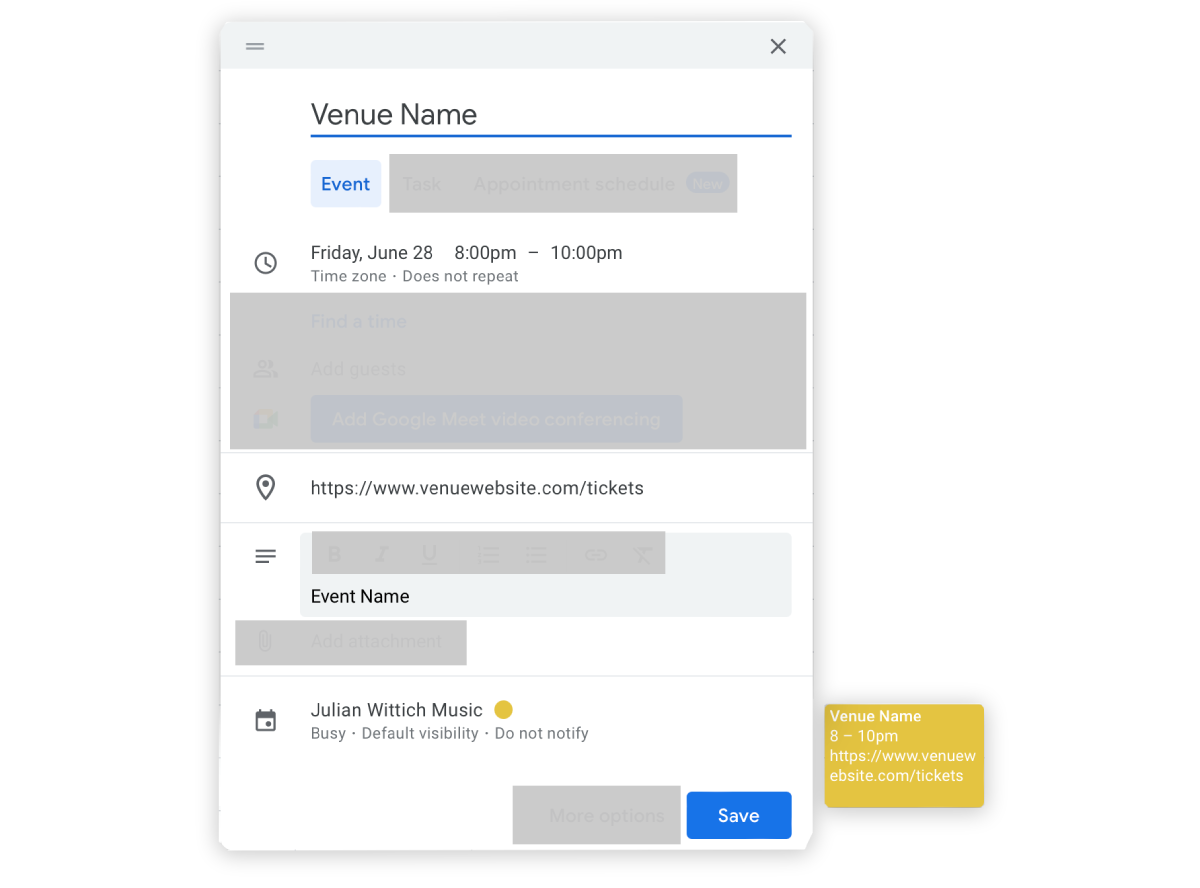 Venue Name
Event Task Appointment schedule New
Friday, June 28 8:00pm – 10:00pm
Time zone · Does not repeat
Find a time
Add guests
Add Google Meet video conferencing
https://www.venuewebsite.com/tickets
B I U
Event Name
Add attachment
Julian Wittich Music
Busy · Default visibility · Do not notify
More options Save
Venue Name
8 – 10pm
https://www.venuew
ebsite.com/tickets